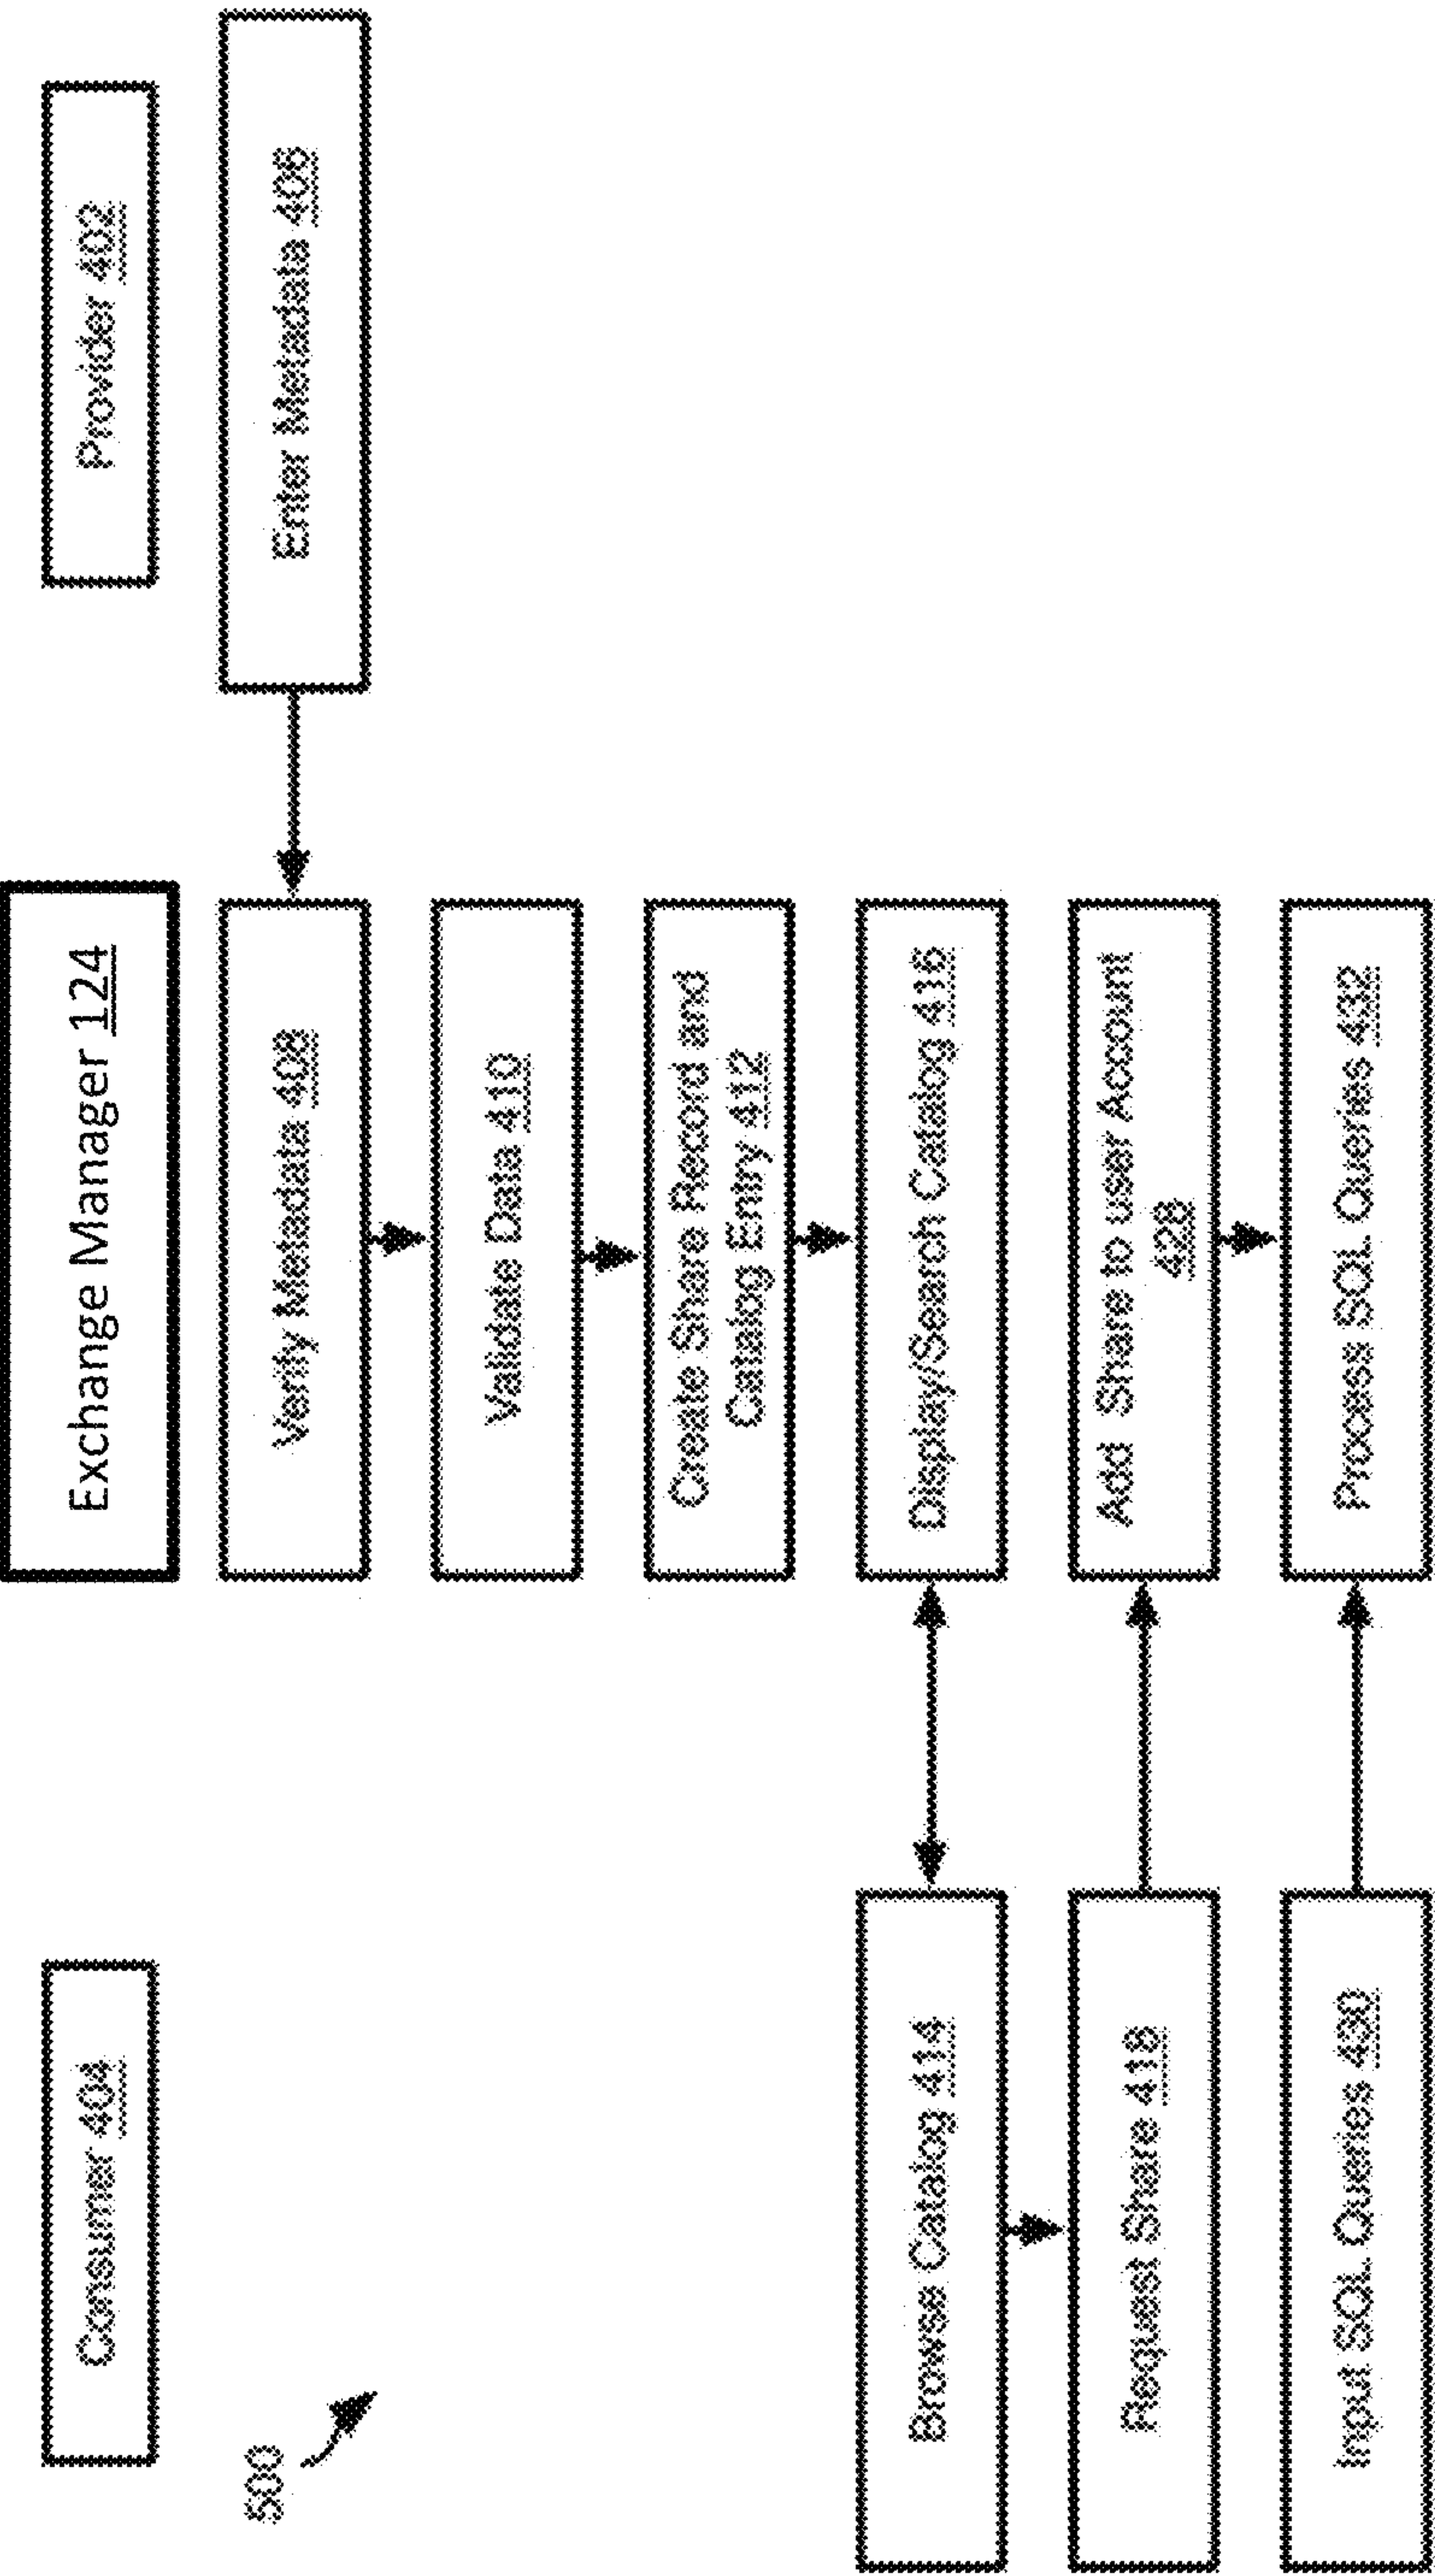 500
Consumer 404
Exchange Manager 124
Provider 402
Verify Metadata 408
Enter Metadata 406
Validate Data 410
Create Share Record and
Catalog Entry 412
Browse Catalog 414
Display/Search Catalog 416
Request Share 418
Add Share to user Account
428
Input SQL Queries 430
Process SQL Queries 432